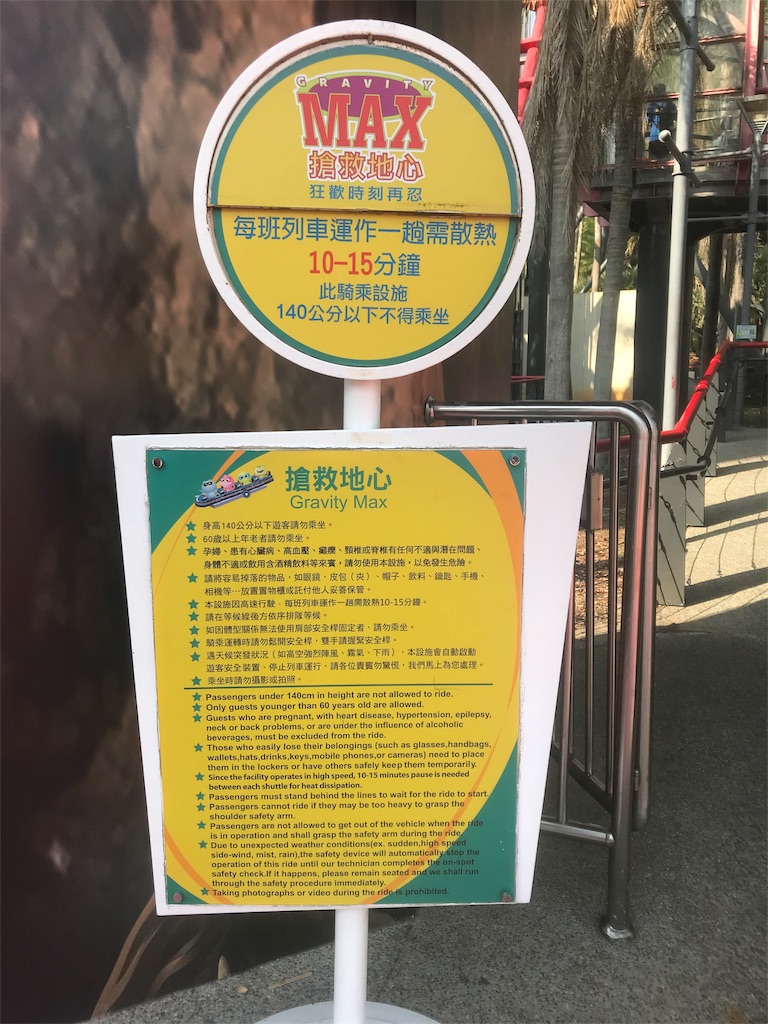 GRAVITY
MAX
搶救地心
狂歡時刻再忍
每班列車運作一趟需散熱
10-15分鐘
此騎乘設施
140公分以下不得乘坐
搶救地心
Gravity Max
身高140公分以下遊客請勿乘坐。
60歲以上年老者請勿乘坐。
孕婦、患有心臟病、高血壓、癲癇、頸椎或脊椎有任何不適與潛在問題、
身體不適或飲用含酒精飲料等來賓,請勿使用本設施,以免發生危險。
請將容易掉落的物品,如眼鏡、皮包(夾)、帽子、飲料、鑰匙、手機、
相機等…放置置物櫃或託付他人妥善保管。
本設施因高速行駛,每班列車運作一趟需散熱10-15分鐘。
請在等候線後方依序排隊等候。
如因體型關係無法使用肩部安全桿固定者,請勿乘坐。
騎乘運轉時請勿鬆開安全桿,雙手請握緊安全桿。
遇天候突發狀況(如高空強烈陣風、霧氣、下雨),本設施會自動啟動
遊客安全裝置、停止列車運行,請各位貴賓勿驚慌,我們馬上為您處理。
乘坐時請勿攝影或拍照。
Passengers under 140cm in height are not allowed to ride.
Only guests younger than 60 years old are allowed.
Guests who are pregnant, with heart disease, hypertension, epilepsy,
neck or back problems, or are under the influence of alcoholic
beverages, must be excluded from the ride.
Those who easily lose their belongings (such as glasses,handbags,
wallets,hats,drinks,keys,mobile phones,or cameras) need to place
them in the lockers or have others safely keep them temporarily.
Since the facility operates in high speed, 10-15 minutes pause is needed
between each shuttle for heat dissipation.
Passengers must stand behind the lines to wait for the ride to start.
Passengers cannot ride if they may be too heavy to grasp the
shoulder safety arm.
Passengers are not allowed to get out of the vehicle when the ride
is in operation and shall grasp the safety arm during the ride.
Due to unexpected weather conditions(ex. sudden,high speed
side-wind, mist, rain),the safety device will automatically stop the
operation of this ride until our technician completes the on-spot
safety check.If it happens, please remain seated and we shall run
through the safety procedure immediately.
Taking photographs or video during the ride is prohibited.